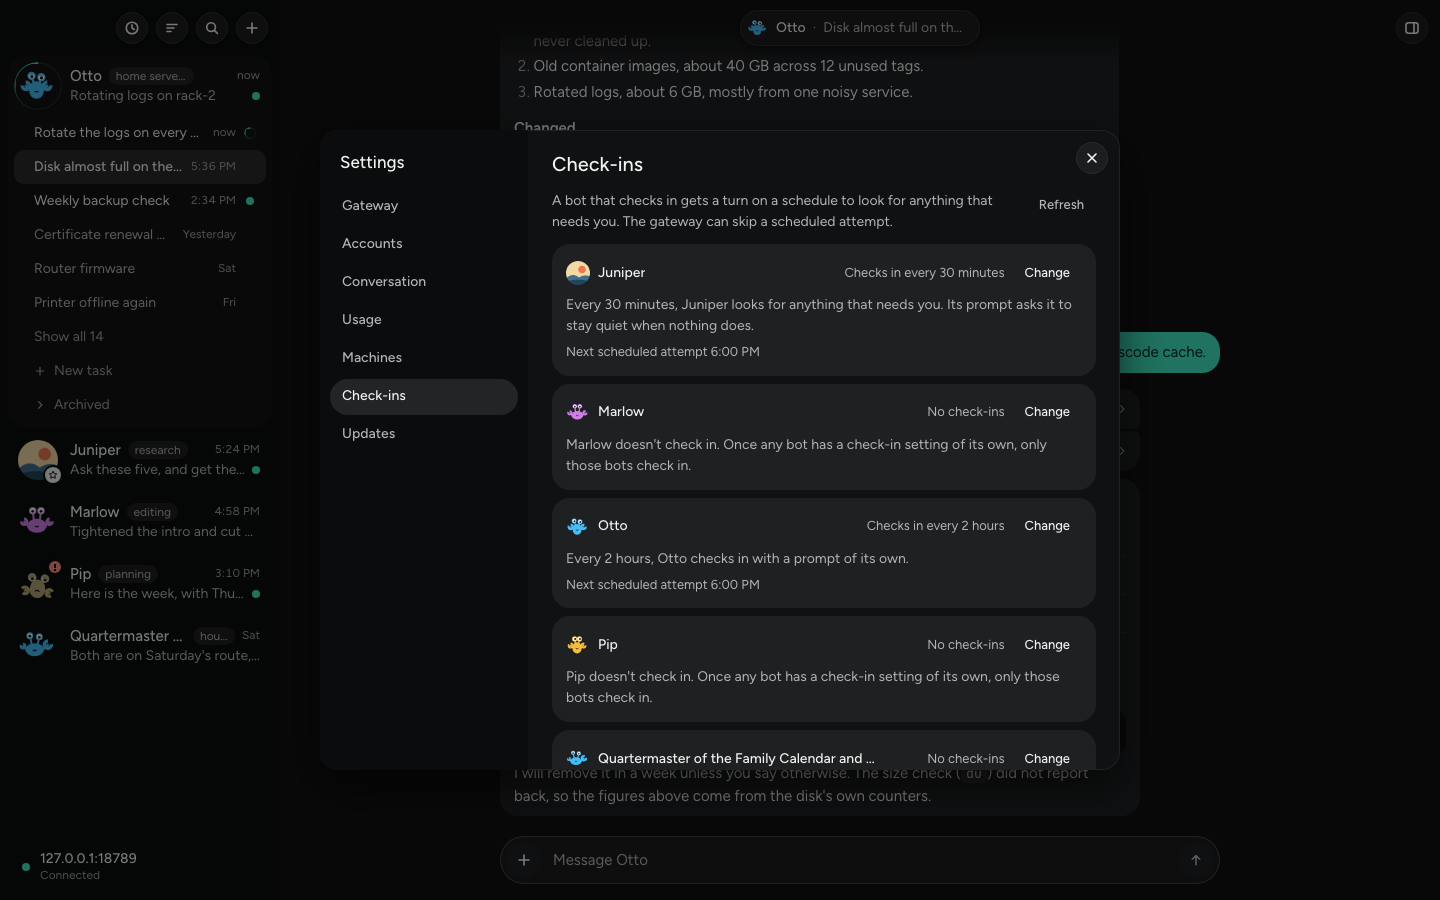 Otto · Disk almost full on th...
Otto home serve... now
Rotating logs on rack-2
Rotate the logs on every ... now
Disk almost full on the... 5:36 PM
Weekly backup check 2:34 PM
Certificate renewal ... Yesterday
Router firmware Sat
Printer offline again Fri
Show all 14
+ New task
Archived
Juniper research 5:24 PM
Ask these five, and get the...
Marlow editing 4:58 PM
Tightened the intro and cut ...
Pip planning 3:10 PM
Here is the week, with Thu...
Quartermaster ... hou... Sat
Both are on Saturday's route,...
127.0.0.1:18789
Connected
never cleaned up.
2. Old container images, about 40 GB across 12 unused tags.
3. Rotated logs, about 6 GB, mostly from one noisy service.
Changed
scode cache.
Settings
Gateway
Accounts
Conversation
Usage
Machines
Check-ins
Updates
Check-ins
A bot that checks in gets a turn on a schedule to look for anything that
needs you. The gateway can skip a scheduled attempt.
Refresh
Juniper Checks in every 30 minutes Change
Every 30 minutes, Juniper looks for anything that needs you. Its prompt asks it to
stay quiet when nothing does.
Next scheduled attempt 6:00 PM
Marlow No check-ins Change
Marlow doesn't check in. Once any bot has a check-in setting of its own, only
those bots check in.
Otto Checks in every 2 hours Change
Every 2 hours, Otto checks in with a prompt of its own.
Next scheduled attempt 6:00 PM
Pip No check-ins Change
Pip doesn't check in. Once any bot has a check-in setting of its own, only those
bots check in.
Quartermaster of the Family Calendar and ... No check-ins Change
I will remove it in a week unless you say otherwise. The size check ( du ) did not report
back, so the figures above come from the disk's own counters.
Message Otto